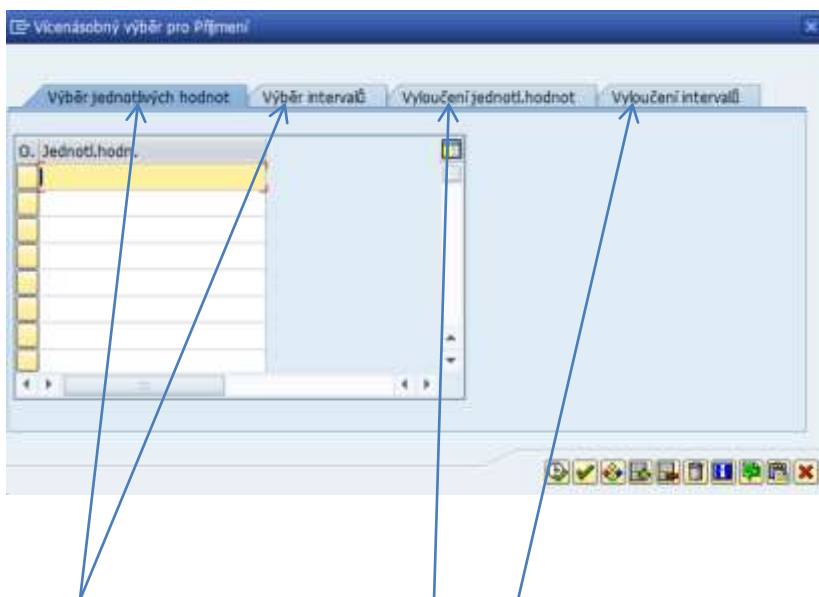 Vícenásobný výběr pro Příjmení
Výběr jednotlivých hodnot Výběr intervalů Vyloučení jednotl.hodnot Vyloučení intervalů
O. Jednotl.hodn.